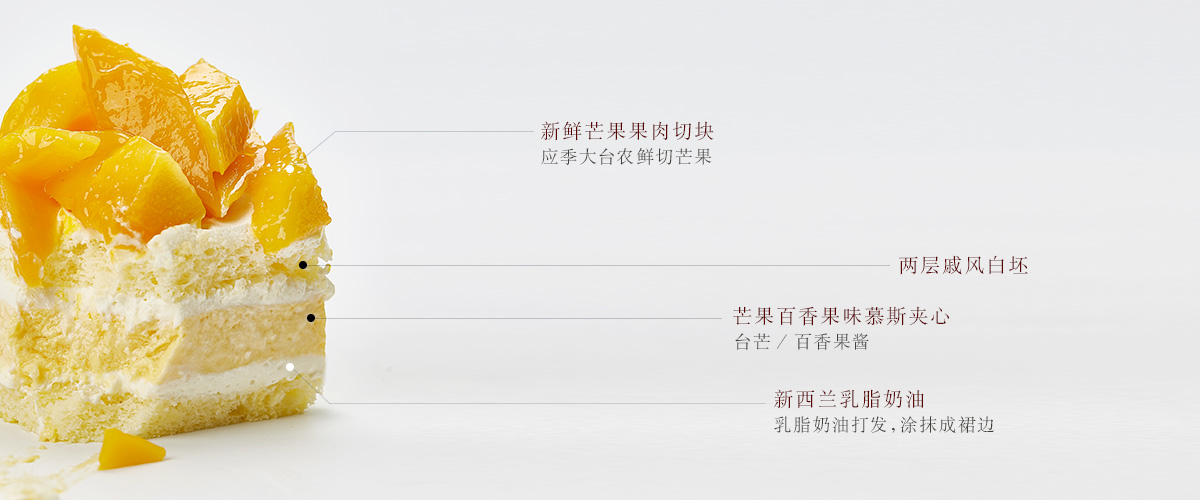 新鲜芒果果肉切块
应季大台农鲜切芒果
两层戚风白坯
芒果百香果味慕斯夹心
台芒 / 百香果酱
新西兰乳脂奶油
乳脂奶油打发,涂抹成裙边